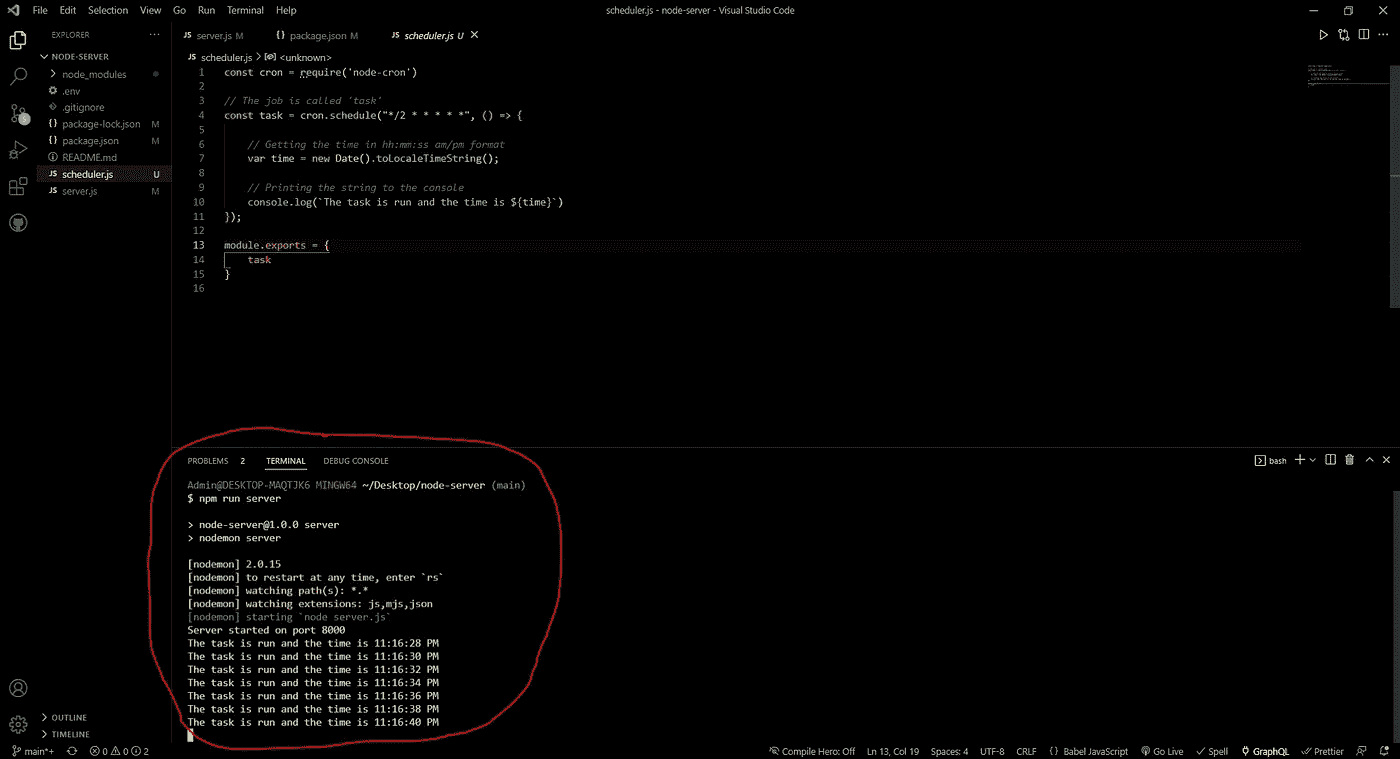 File Edit Selection View Go Run Terminal Help scheduler.js - node-server - Visual Studio Code
EXPLORER
NODE-SERVER
node_modules
.env
.gitignore
{} package-lock.json M
{} package.json M
README.md
JS scheduler.js U
JS server.js M
OUTLINE
TIMELINE
JS server.js M {} package.json M JS scheduler.js U
JS scheduler.js > <unknown>
1 const cron = require('node-cron')
2
3 // The job is called 'task'
4 const task = cron.schedule("*/2 * * * * *", () => {
5
6 // Getting the time in hh:mm:ss am/pm format
7 var time = new Date().toLocaleTimeString();
8
9 // Printing the string to the console
10 console.log(`The task is run and the time is ${time}`)
11 });
12
13 module.exports = {
14 task
15 }
16
PROBLEMS 2 TERMINAL DEBUG CONSOLE
bash
Admin@DESKTOP-MAQTJK6 MINGW64 ~/Desktop/node-server (main)
$ npm run server
> node-server@1.0.0 server
> nodemon server
[nodemon] 2.0.15
[nodemon] to restart at any time, enter `rs`
[nodemon] watching path(s): *.*
[nodemon] watching extensions: js,mjs,json
[nodemon] starting `node server.js`
Server started on port 8000
The task is run and the time is 11:16:28 PM
The task is run and the time is 11:16:30 PM
The task is run and the time is 11:16:32 PM
The task is run and the time is 11:16:34 PM
The task is run and the time is 11:16:36 PM
The task is run and the time is 11:16:38 PM
The task is run and the time is 11:16:40 PM
main*+ 0 0 2 Compile Hero: Off Ln 13, Col 19 Spaces: 4 UTF-8 CRLF {} Babel JavaScript Go Live Spell GraphQL Prettier